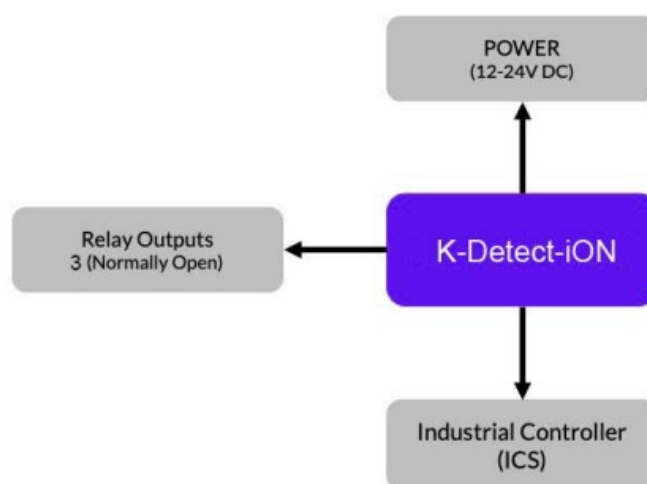 POWER
(12-24V DC)
Relay Outputs
3 (Normally Open)
K-Detect-iON
Industrial Controller
(ICS)